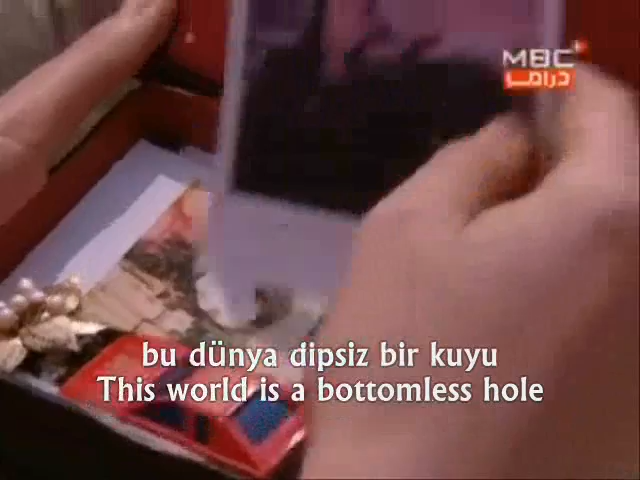 MBC+
دراما
bu dünya dipsiz bir kuyu
This world is a bottomless hole